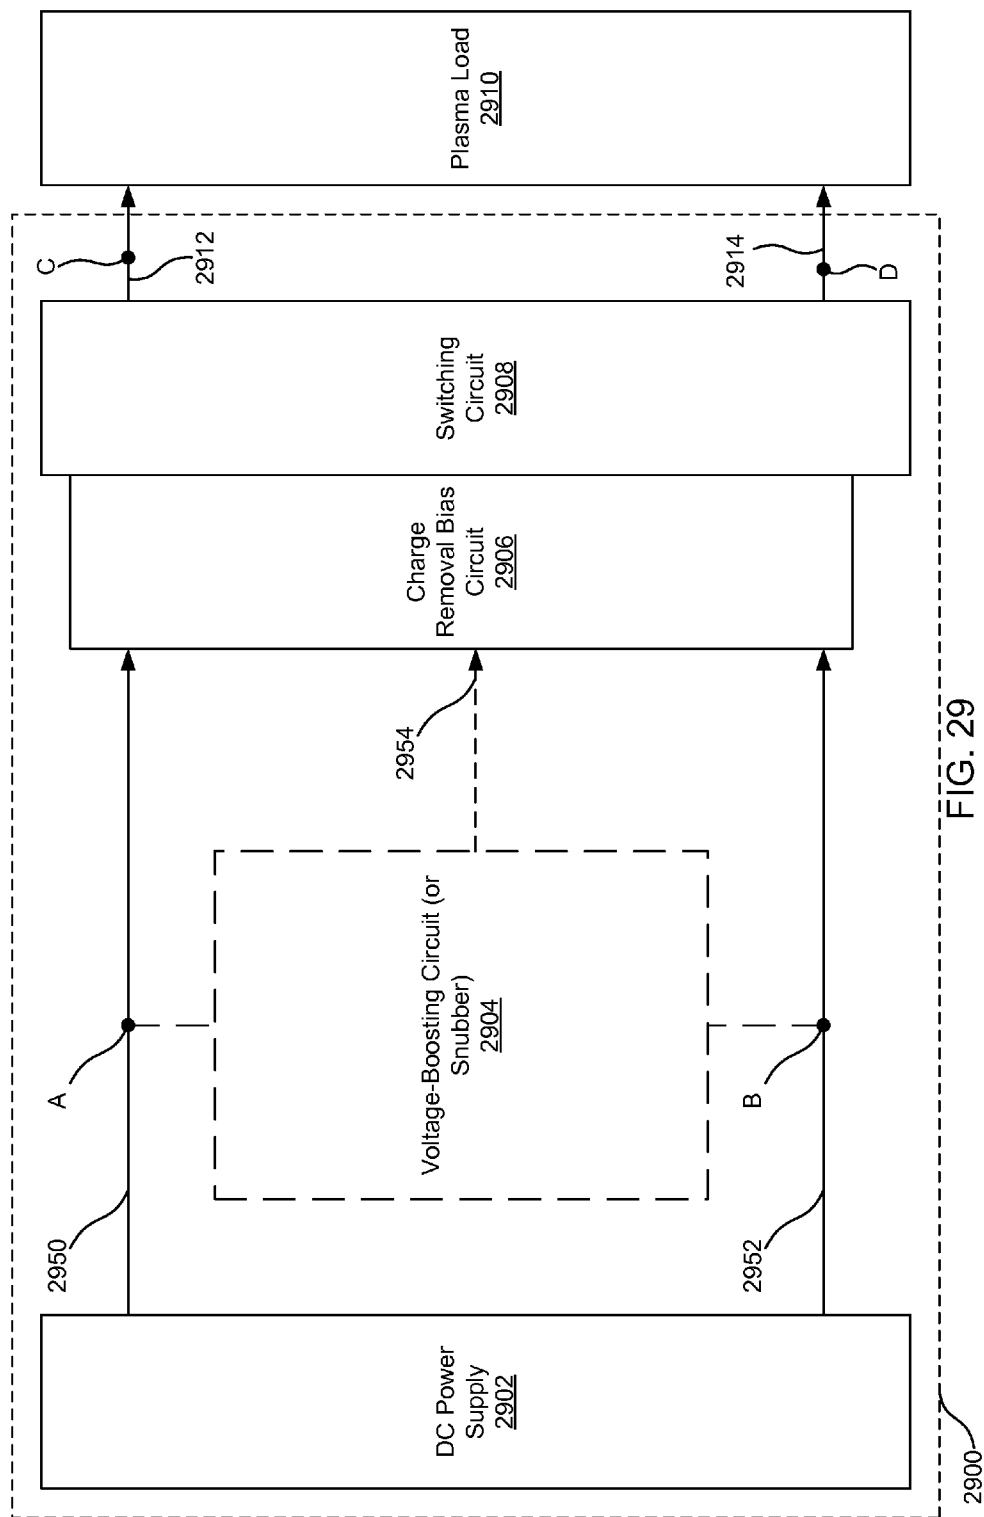 Plasma Load
2910
C
2912
2914
D
Switching
Circuit
2908
Charge
Removal Bias
Circuit
2906
2954
Voltage-Boosting Circuit (or
Snubber)
2904
A
B
2950
2952
DC Power
Supply
2902
2900
FIG. 29